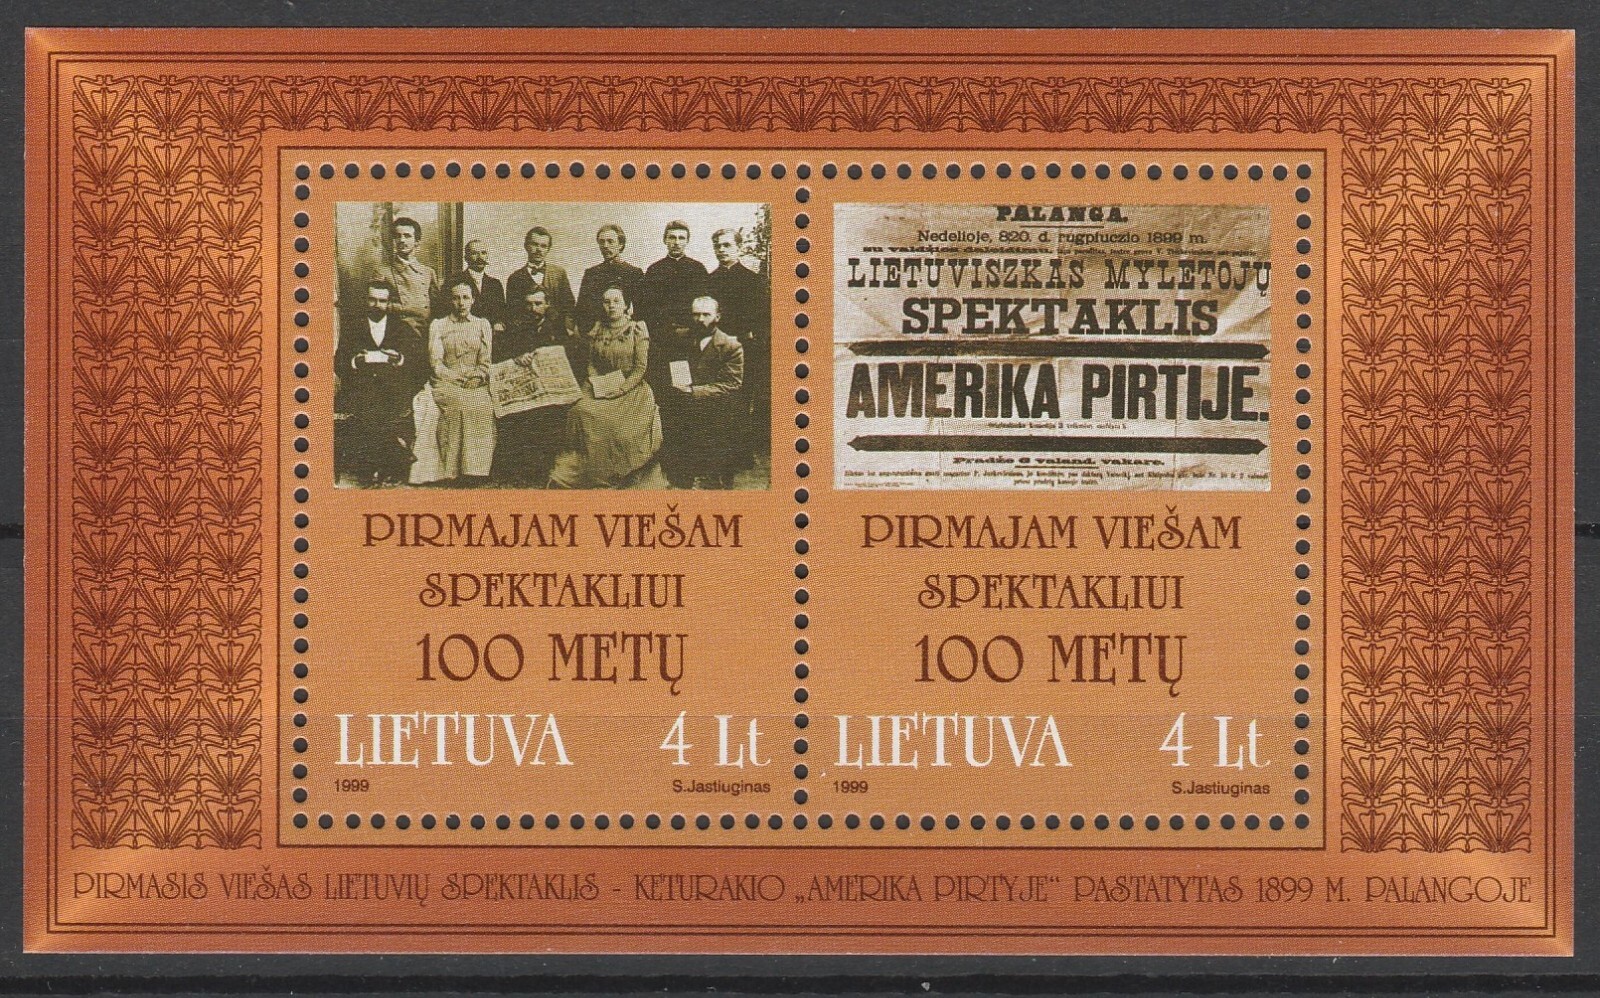 PALANGA.
Nedelioje, 820. d. rugpiuczio 1899 m.
LIETUVISZKAS MYLETOJŲ
SPEKTAKLIS
AMERIKA PIRTIJE.
Pradže 6 valand. vakare.
PIRMAJAM VIEŠAM
SPEKTAKLIUI
100 METŲ
LIETUVA 4 Lt
1999 S.Jastiuginas
PIRMAJAM VIEŠAM
SPEKTAKLIUI
100 METŲ
LIETUVA 4 Lt
1999 S.Jastiuginas
PIRMASIS VIEŠAS LIETUVIŲ SPEKTAKLIS - KETURAKIO „AMERIKA PIRTYJE“ PASTATYTAS 1899 M. PALANGOJE